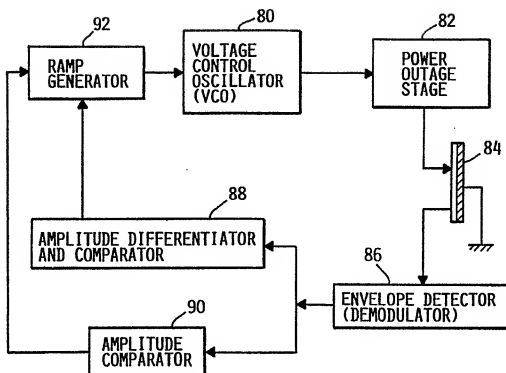 92
RAMP
GENERATOR
80
VOLTAGE
CONTROL
OSCILLATOR
(VCO)
82
POWER
OUTAGE
STAGE
84
88
AMPLITUDE DIFFERENTIATOR
AND COMPARATOR
86
ENVELOPE DETECTOR
(DEMODULATOR)
90
AMPLITUDE
COMPARATOR